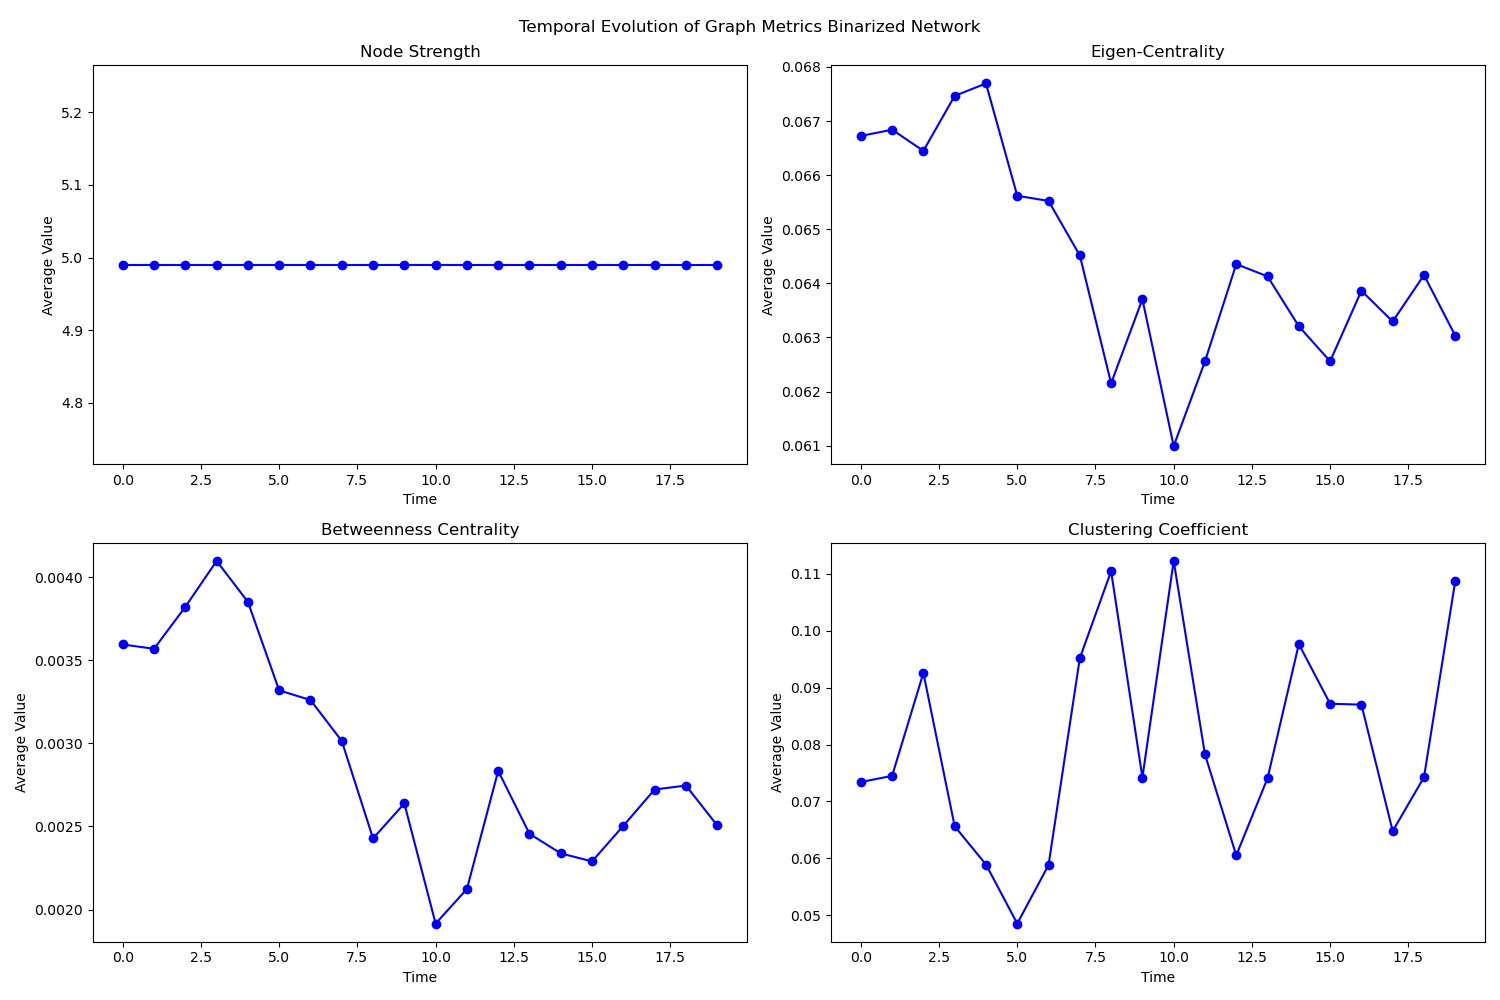 Temporal Evolution of Graph Metrics Binarized Network
Node Strength
5.2
5.1
5.0
4.9
4.8
Average Value
0.0 2.5 5.0 7.5 10.0 12.5 15.0 17.5
Time
Eigen-Centrality
0.068
0.067
0.066
0.065
0.064
0.063
0.062
0.061
Average Value
0.0 2.5 5.0 7.5 10.0 12.5 15.0 17.5
Time
Betweenness Centrality
0.0040
0.0035
0.0030
0.0025
0.0020
Average Value
0.0 2.5 5.0 7.5 10.0 12.5 15.0 17.5
Time
Clustering Coefficient
0.11
0.10
0.09
0.08
0.07
0.06
0.05
Average Value
0.0 2.5 5.0 7.5 10.0 12.5 15.0 17.5
Time